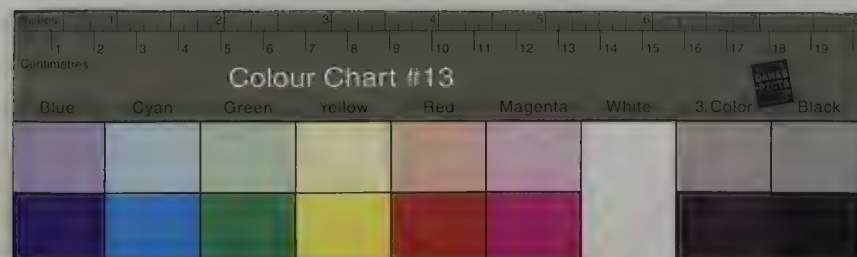 Inches 1 2 3 4 5 6 7
1 2 3 4 5 6 7 8 9 10 11 12 13 14 15 16 17 18 19
Centimetres
Colour Chart #13
DANES
PICTA
Blue Cyan Green Yellow Red Magenta White 3.Color Black